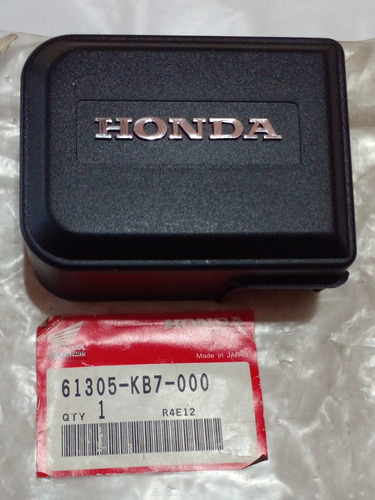 HONDA
HONDA
Made in JAPAN
61305-KB7-000
QTY 1 R4E12